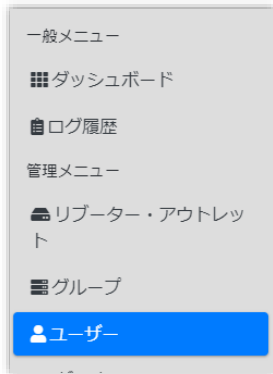 一般メニュー
ダッシュボード
ログ履歴
管理メニュー
リブーター・アウトレッ
ト
グループ
ユーザー